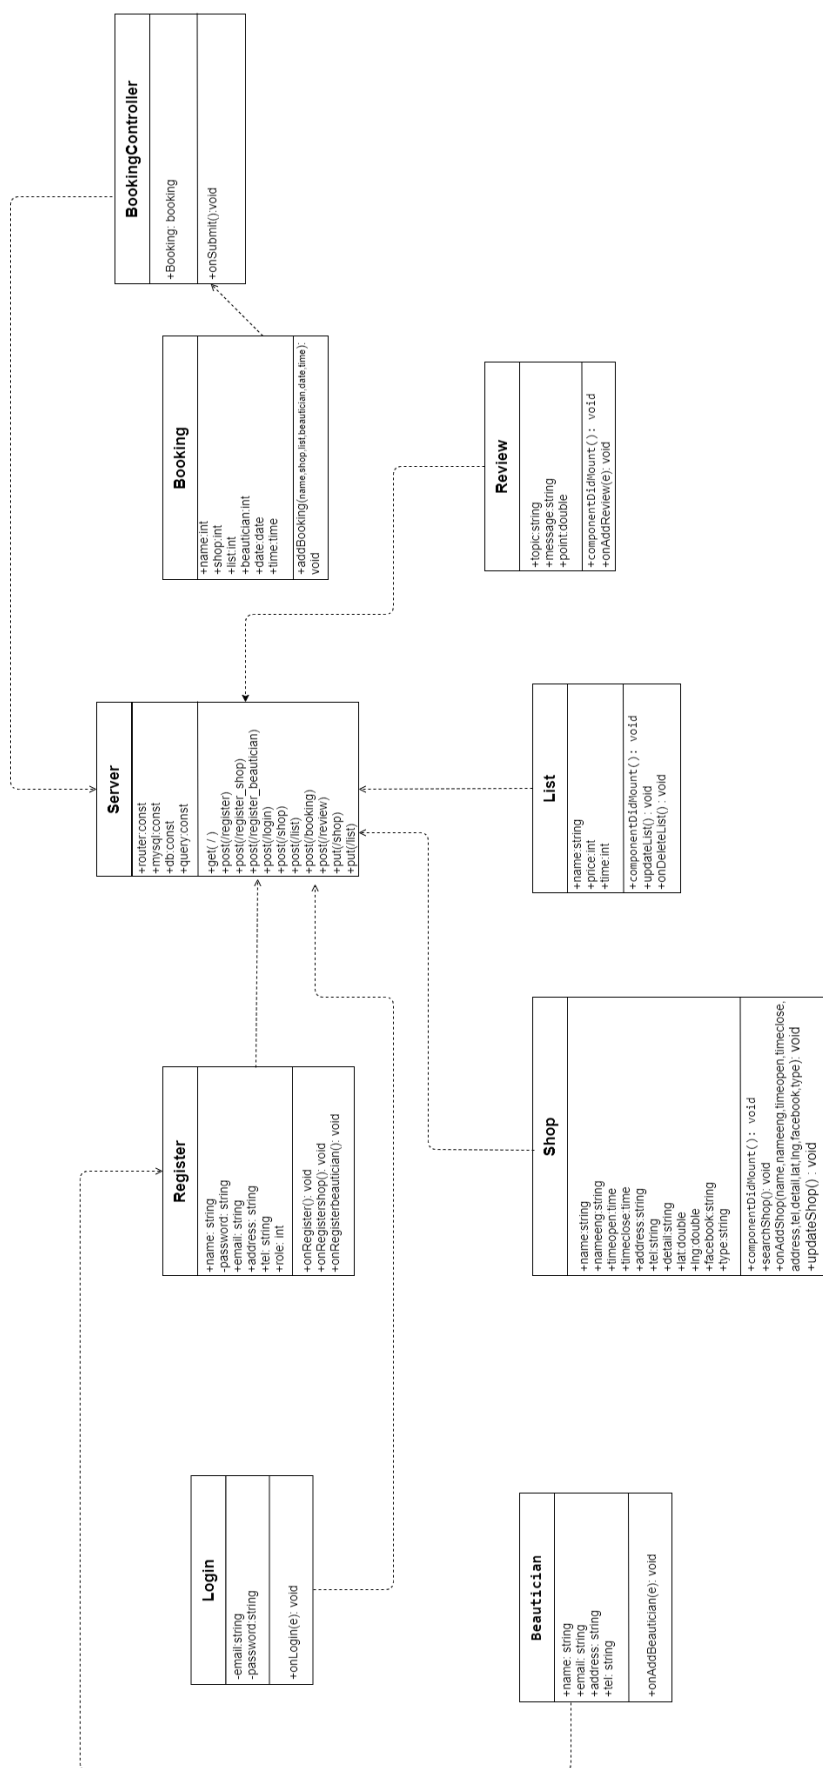 Login
-email:string
-password:string
+onLogin(e): void
Register
+name: string
-password: string
+email: string
+address: string
+tel: string
+role: int
+onRegister(): void
+onRegistershop(): void
+onRegisterbeautician(): void
Server
+router:const
+mysql:const
+db:const
+query:const
+get( / )
+post(/register)
+post(/register_shop)
+post(/register_beautician)
+post(/login)
+post(/shop)
+post(/list)
+post(/booking)
+post(/review)
+put(/shop)
+put(/list)
Booking
+name:int
+shop:int
+list:int
+beautician:int
+date:date
+time:time
+addBooking(name,shop,list,beautician,date,time):
void
BookingController
+Booking: booking
+onSubmit():void
Beautician
+name: string
+email: string
+address: string
+tel: string
+onAddBeautician(e): void
Shop
+name:string
+nameeng:string
+timeopen:time
+timeclose:time
+address:string
+tel:string
+detail:string
+lat:double
+lng:double
+facebook:string
+type:string
+componentDidMount(): void
+searchShop(): void
+onAddShop(name,nameeng,timeopen,timeclose,
address,tel,detail,lat,lng,facebook,type): void
+updateShop() : void
List
+name:string
+price:int
+time:int
+componentDidMount(): void
+updateList() : void
+onDeleteList() : void
Review
+topic:string
+message:string
+point:double
+componentDidMount(): void
+onAddReview(e): void